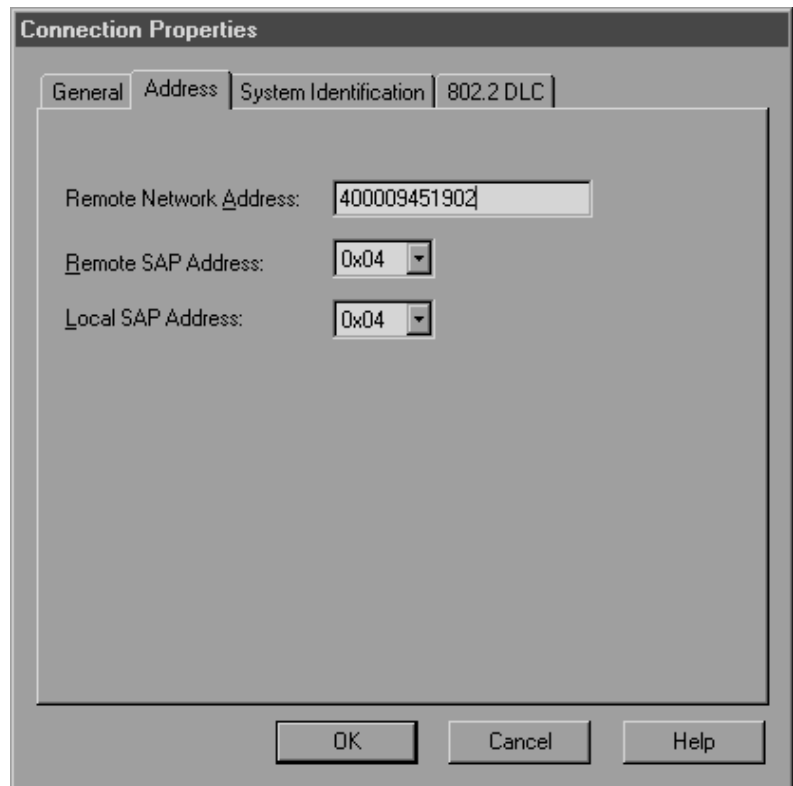 Connection Properties
General Address System Identification 802.2 DLC
Remote Network Address: 400009451902
Remote SAP Address: 0x04
Local SAP Address: 0x04
OK Cancel Help